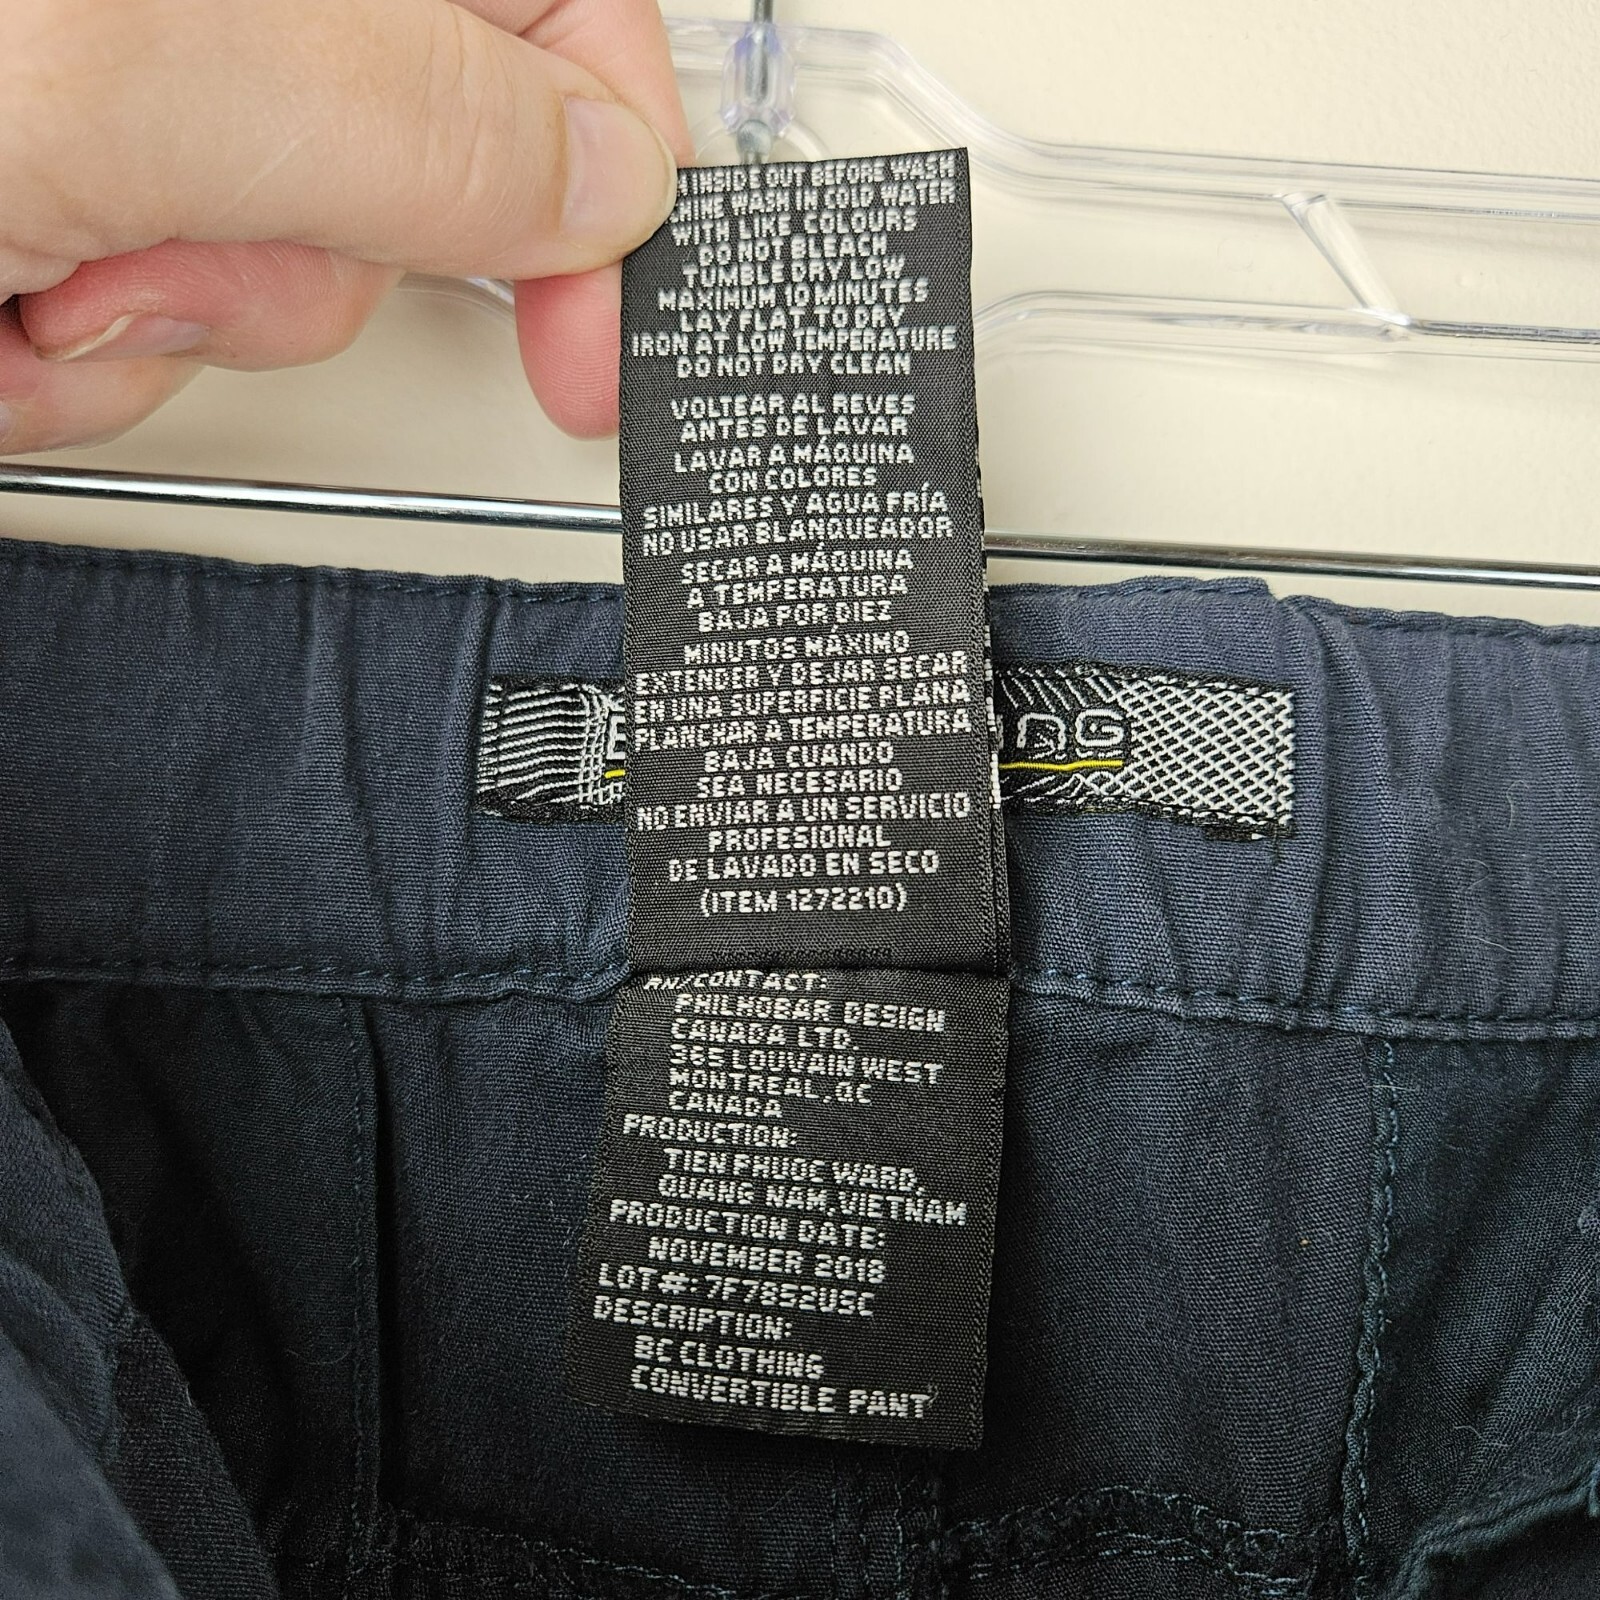 INSIDE OUT BEFORE WASH
WASH IN COLD WATER
WITH LIKE COLOURS
DO NOT BLEACH
TUMBLE DRY LOW
MAXIMUM 10 MINUTES
LAY FLAT TO DRY
IRON AT LOW TEMPERATURE
DO NOT DRY CLEAN
VOLTEAR AL REVES
ANTES DE LAVAR
LAVAR A MÁQUINA
CON COLORES
SIMILARES Y AGUA FRÍA
NO USAR BLANQUEADOR
SECAR A MÁQUINA
A TEMPERATURA
BAJA POR DIEZ
MINUTOS MÁXIMO
EXTENDER Y DEJAR SECAR
EN UNA SUPERFICIE PLANA
PLANCHAR A TEMPERATURA
BAJA CUANDO
SEA NECESARIO
NO ENVIAR A UN SERVICIO
PROFESIONAL
DE LAVADO EN SECO
(ITEM 1272210)
RN/CONTACT:
PHILHOBAR DESIGN
CANADA LTD.
LOUVAIN WEST
MONTREAL, QC
CANADA
PRODUCTION:
TIEN PHUOC WARD,
QUANG NAM, VIETNAM
PRODUCTION DATE:
NOVEMBER 2018
LOT #:
DESCRIPTION:
BC CLOTHING
CONVERTIBLE PANT